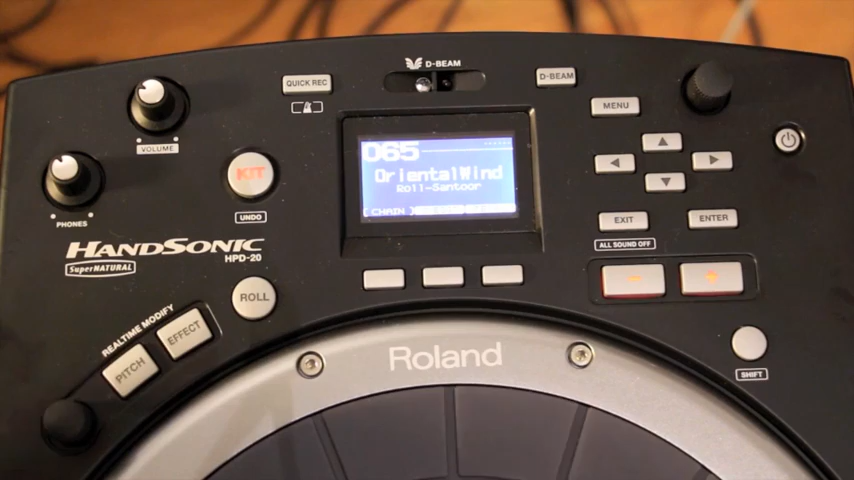 D-BEAM
QUICK REC
D-BEAM
MENU
VOLUME
065
OrientalWind
Roll-Santoor
KIT
PHONES
CHAIN
UNDO
EXIT
ENTER
ALL SOUND OFF
HANDSONIC
HPD-20
SuperNATURAL
- +
ROLL
REALTIME MODIFY
EFFECT
PITCH
Roland
SHIFT